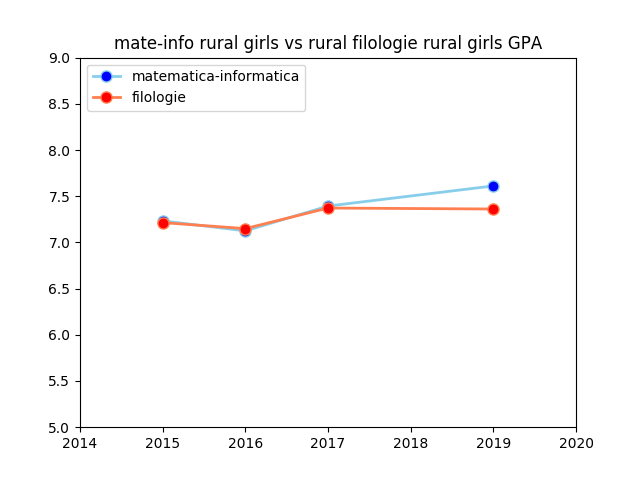 mate-info rural girls vs rural filologie rural girls GPA
matematica-informatica
filologie
9.0
8.5
8.0
7.5
7.0
6.5
6.0
5.5
5.0
2014 2015 2016 2017 2018 2019 2020